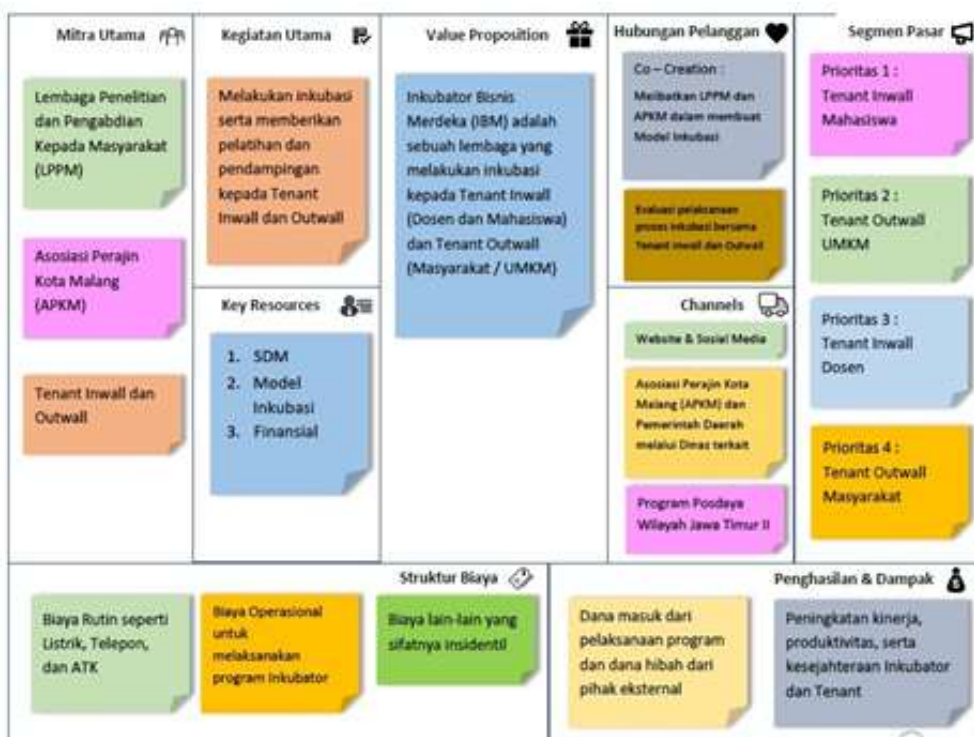 Mitra Utama
Lembaga Penelitian
dan Pengabdian
Kepada Masyarakat
(LPPM)
Asosiasi Perajin
Kota Malang
(APKM)
Tenant Inwall dan
Outwall
Kegiatan Utama
Melakukan inkubasi
serta memberikan
pelatihan dan
pendampingan
kepada Tenant
Inwall dan Outwall
Key Resources
1. SDM
2. Model
Inkubasi
3. Finansial
Value Proposition
Inkubator Bisnis
Merdeka (IBM) adalah
sebuah lembaga yang
melakukan inkubasi
kepada Tenant Inwall
(Dosen dan Mahasiswa)
dan Tenant Outwall
(Masyarakat / UMKM)
Hubungan Pelanggan
Co – Creation :
Melibatkan LPPM dan
APKM dalam membuat
Model Inkubasi
Evaluasi pelaksanaan
proses inkubasi bersama
Tenant Inwall dan Outwall
Channels
Website & Sosial Media
Asosiasi Perajin Kota
Malang (APKM) dan
Pemerintah Daerah
melalui Dinas terkait
Program Posdaya
Wilayah Jawa Timur II
Segmen Pasar
Prioritas 1 :
Tenant Inwall
Mahasiswa
Prioritas 2 :
Tenant Outwall
UMKM
Prioritas 3 :
Tenant Inwall
Dosen
Prioritas 4 :
Tenant Outwall
Masyarakat
Struktur Biaya
Biaya Rutin seperti
Listrik, Telepon,
dan ATK
Biaya Operasional
untuk
melaksanakan
program Inkubator
Biaya lain-lain yang
sifatnya insidentil
Penghasilan & Dampak
Dana masuk dari
pelaksanaan program
dan dana hibah dari
pihak eksternal
Peningkatan kinerja,
produktivitas, serta
kesejahteraan Inkubator
dan Tenant